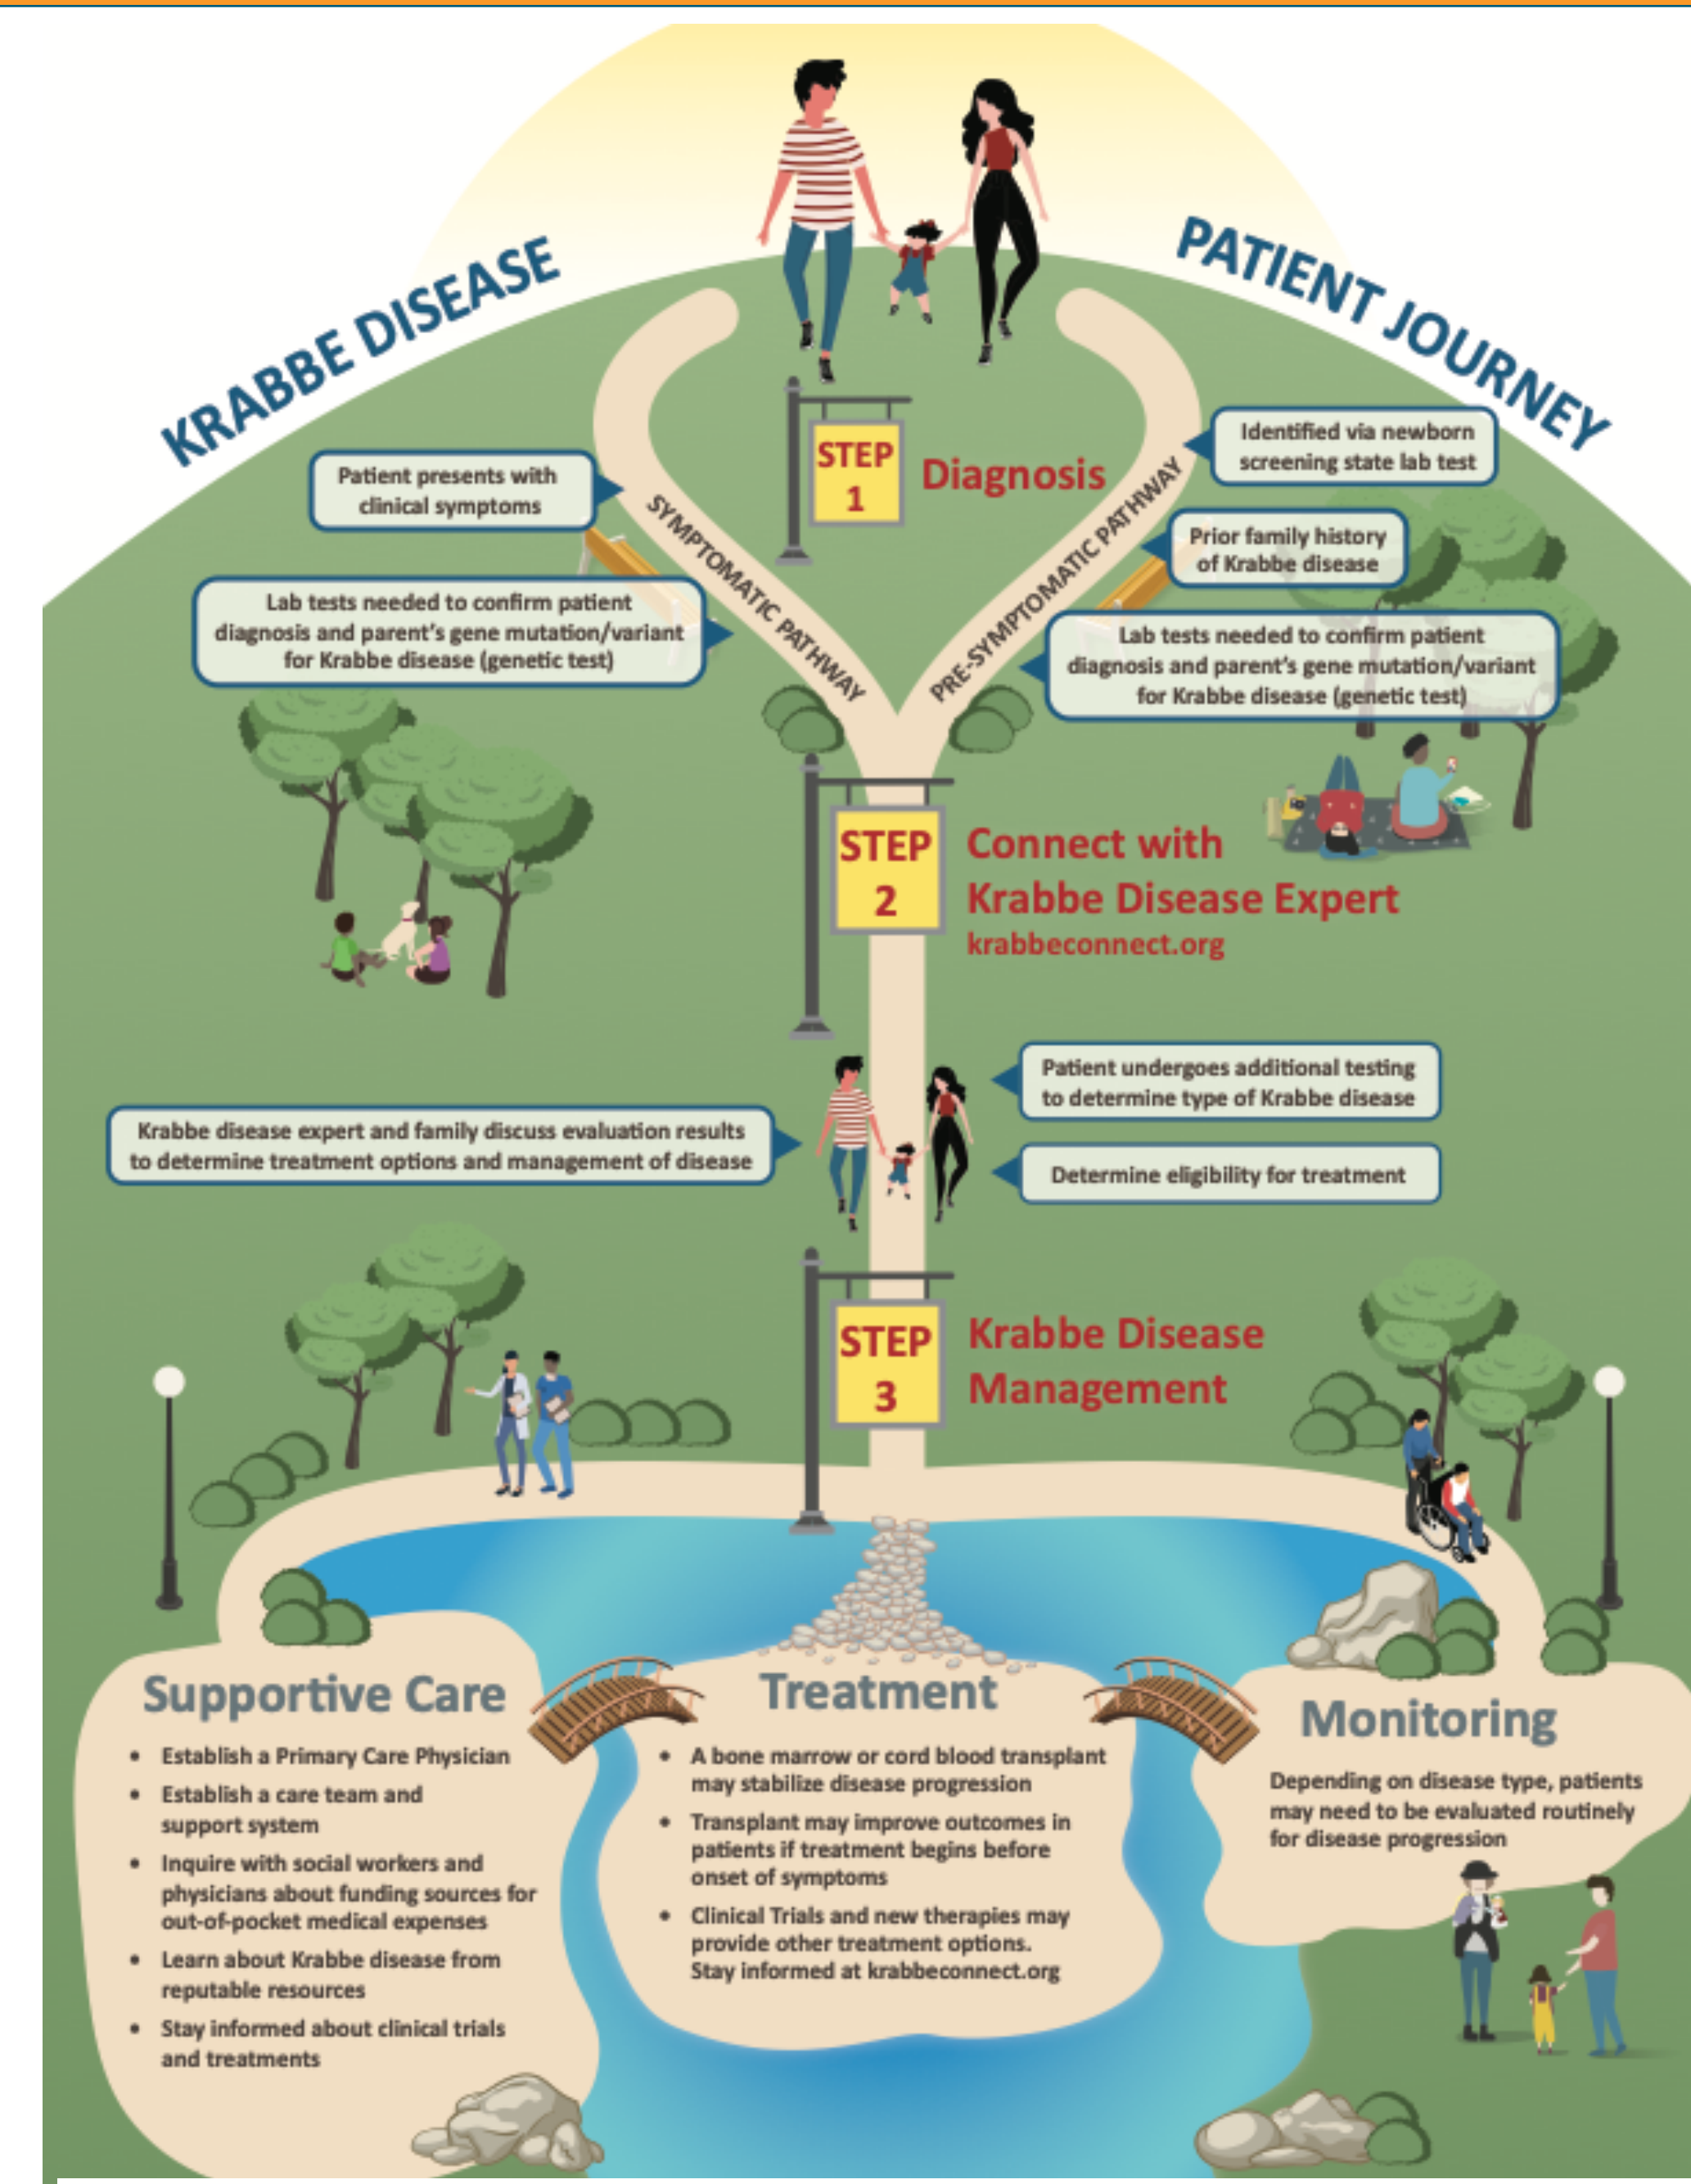 KRABBE DISEASE
PATIENT JOURNEY
STEP
1
Diagnosis
Patient presents with
clinical symptoms
Lab tests needed to confirm patient
diagnosis and parent's gene mutation/variant
for Krabbe disease (genetic test)
SYMPTOMATIC PATHWAY
PRE-SYMPTOMATIC PATHWAY
Identified via newborn
screening state lab test
Prior family history
of Krabbe disease
Lab tests needed to confirm patient
diagnosis and parent's gene mutation/variant
for Krabbe disease (genetic test)
STEP
2
Connect with
Krabbe Disease Expert
krabbeconnect.org
Krabbe disease expert and family discuss evaluation results
to determine treatment options and management of disease
Patient undergoes additional testing
to determine type of Krabbe disease
Determine eligibility for treatment
STEP
3
Krabbe Disease
Management
Supportive Care
• Establish a Primary Care Physician
• Establish a care team and
support system
• Inquire with social workers and
physicians about funding sources for
out-of-pocket medical expenses
• Learn about Krabbe disease from
reputable resources
• Stay informed about clinical trials
and treatments
Treatment
• A bone marrow or cord blood transplant
may stabilize disease progression
• Transplant may improve outcomes in
patients if treatment begins before
onset of symptoms
• Clinical Trials and new therapies may
provide other treatment options.
Stay informed at krabbeconnect.org
Monitoring
Depending on disease type, patients
may need to be evaluated routinely
for disease progression